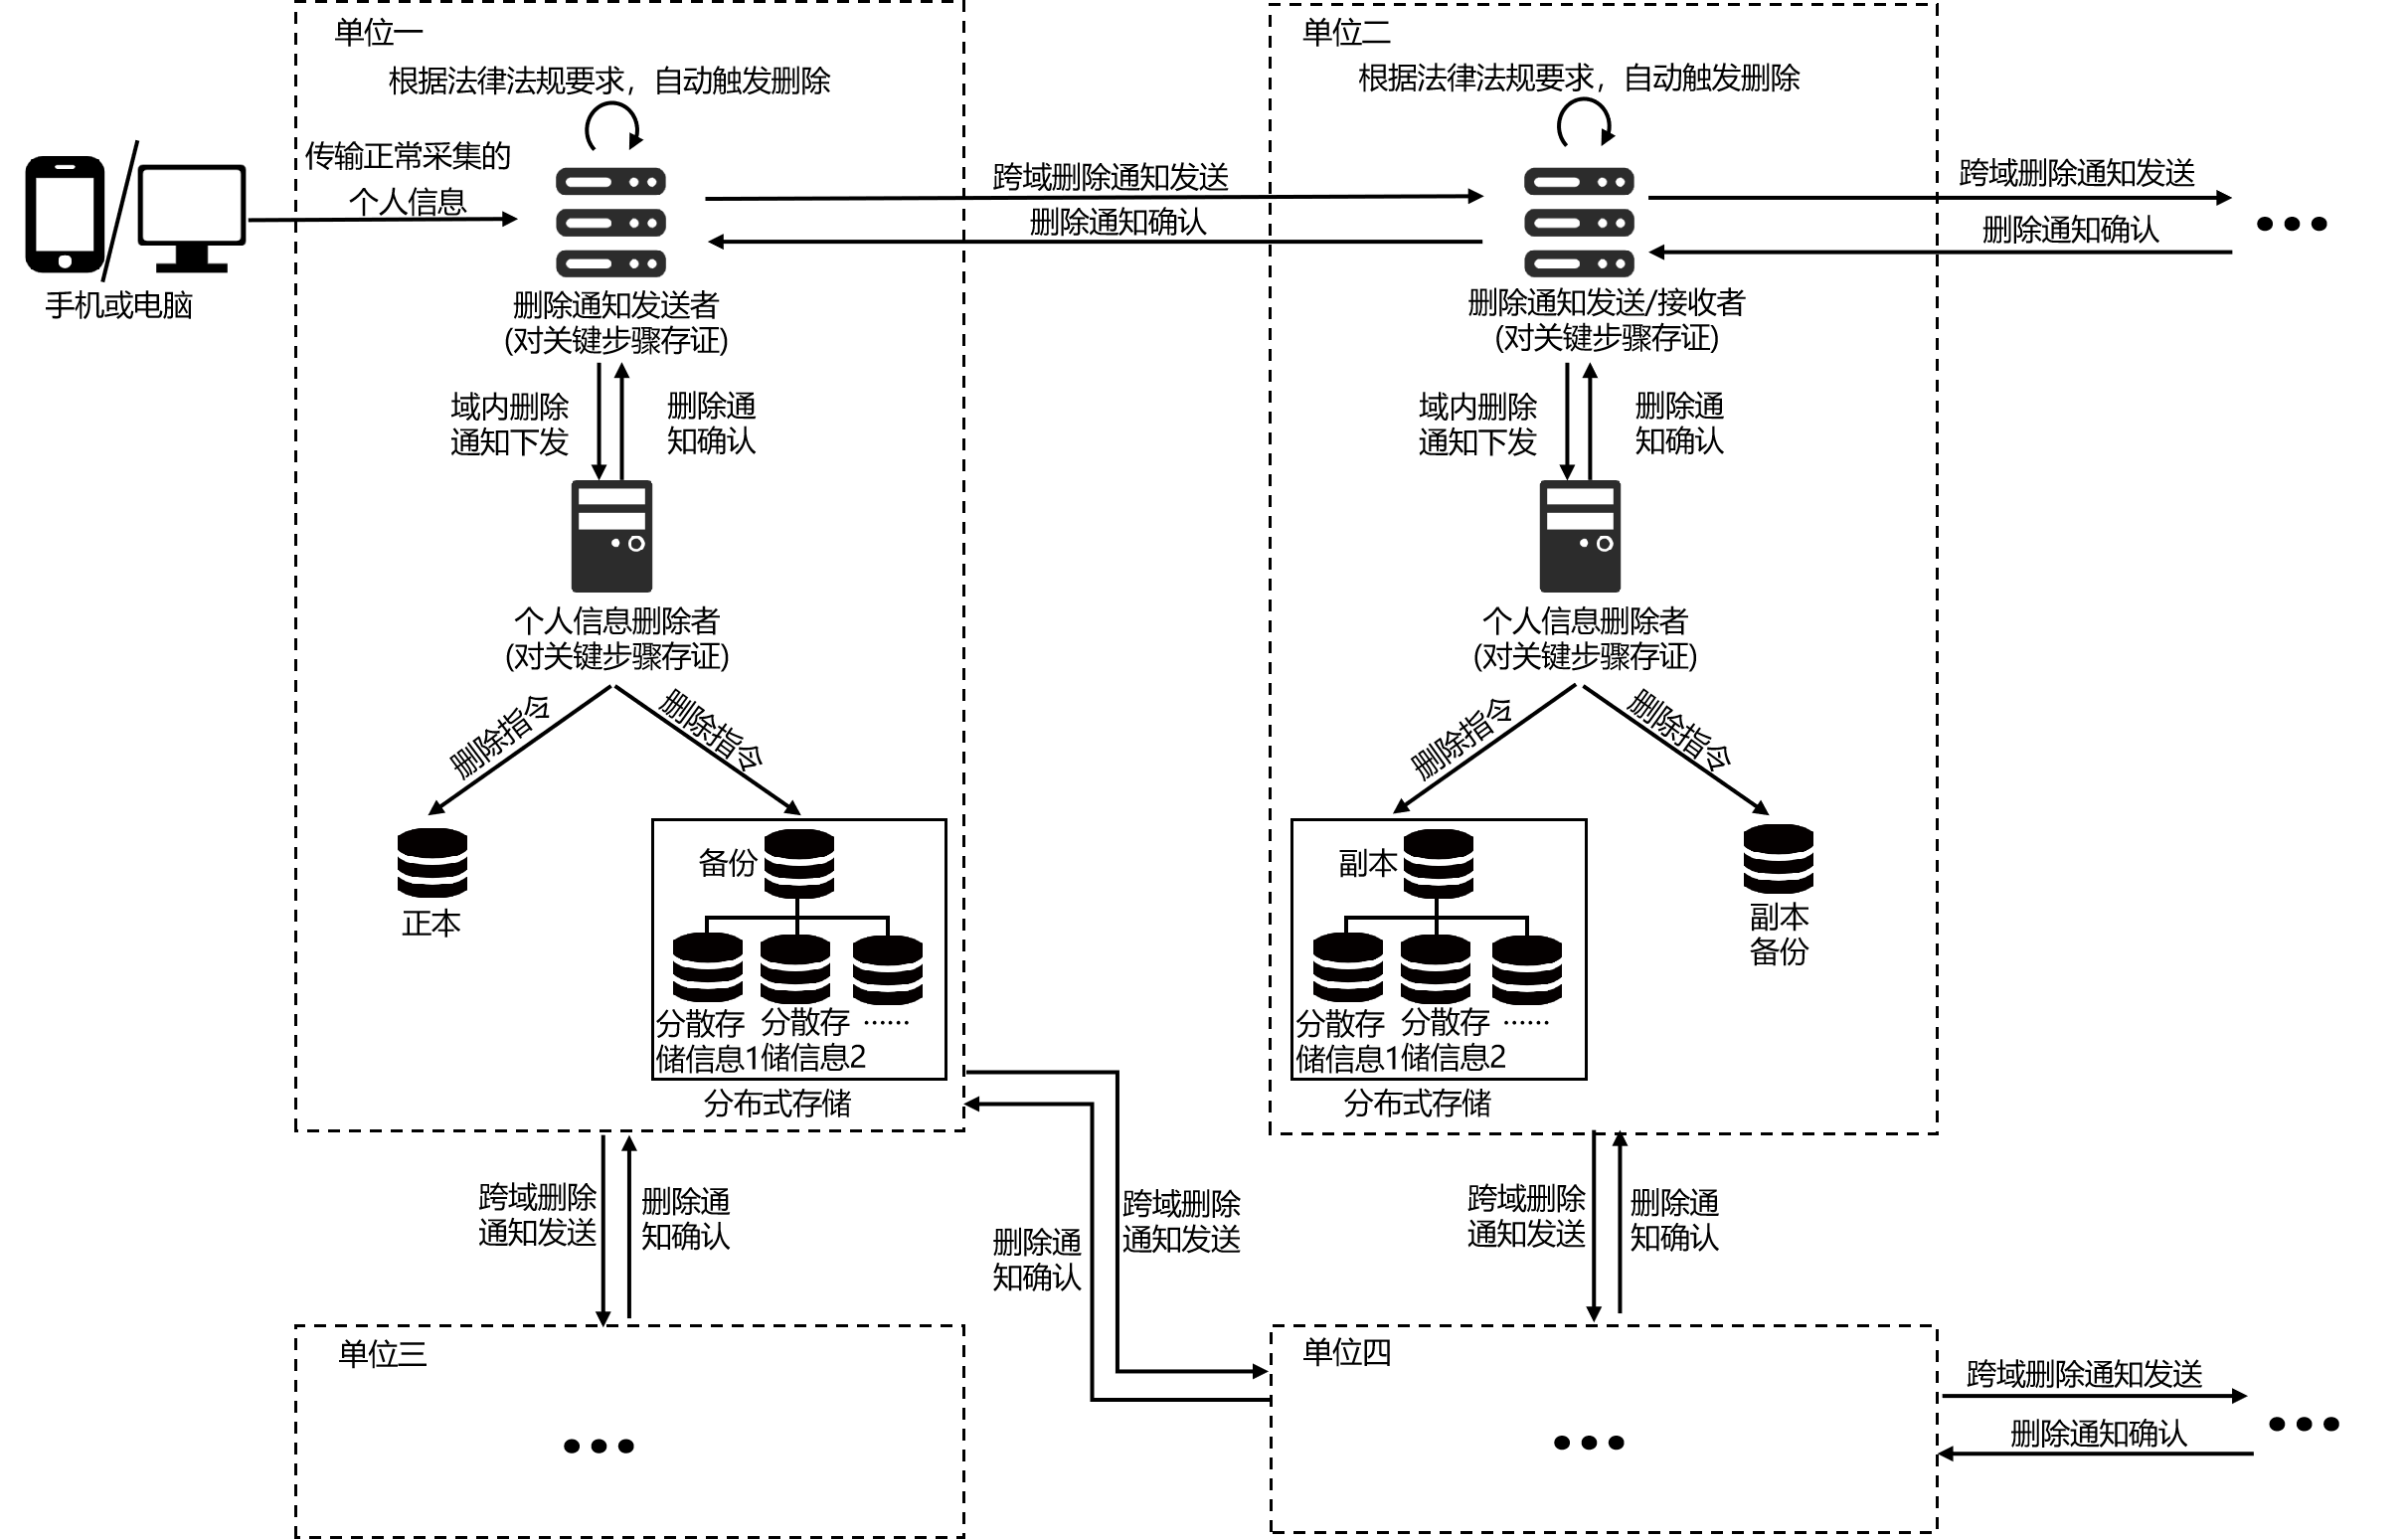 单位一
根据法律法规要求，自动触发删除
传输正常采集的
个人信息
手机或电脑
删除通知发送者
(对关键步骤存证)
域内删除
通知下发
删除通
知确认
个人信息删除者
(对关键步骤存证)
删除指令
删除指令
正本
备份
分散存
储信息1
分散存
储信息2
······
分布式存储
跨域删除通知发送
删除通知确认
单位二
根据法律法规要求，自动触发删除
删除通知发送/接收者
(对关键步骤存证)
域内删除
通知下发
删除通
知确认
个人信息删除者
(对关键步骤存证)
删除指令
删除指令
副本
分散存
储信息1
分散存
储信息2
······
分布式存储
副本
备份
跨域删除通知发送
删除通知确认
跨域删除
通知发送
删除通
知确认
删除通
知确认
跨域删除
通知发送
跨域删除
通知发送
删除通
知确认
单位三
单位四
跨域删除通知发送
删除通知确认